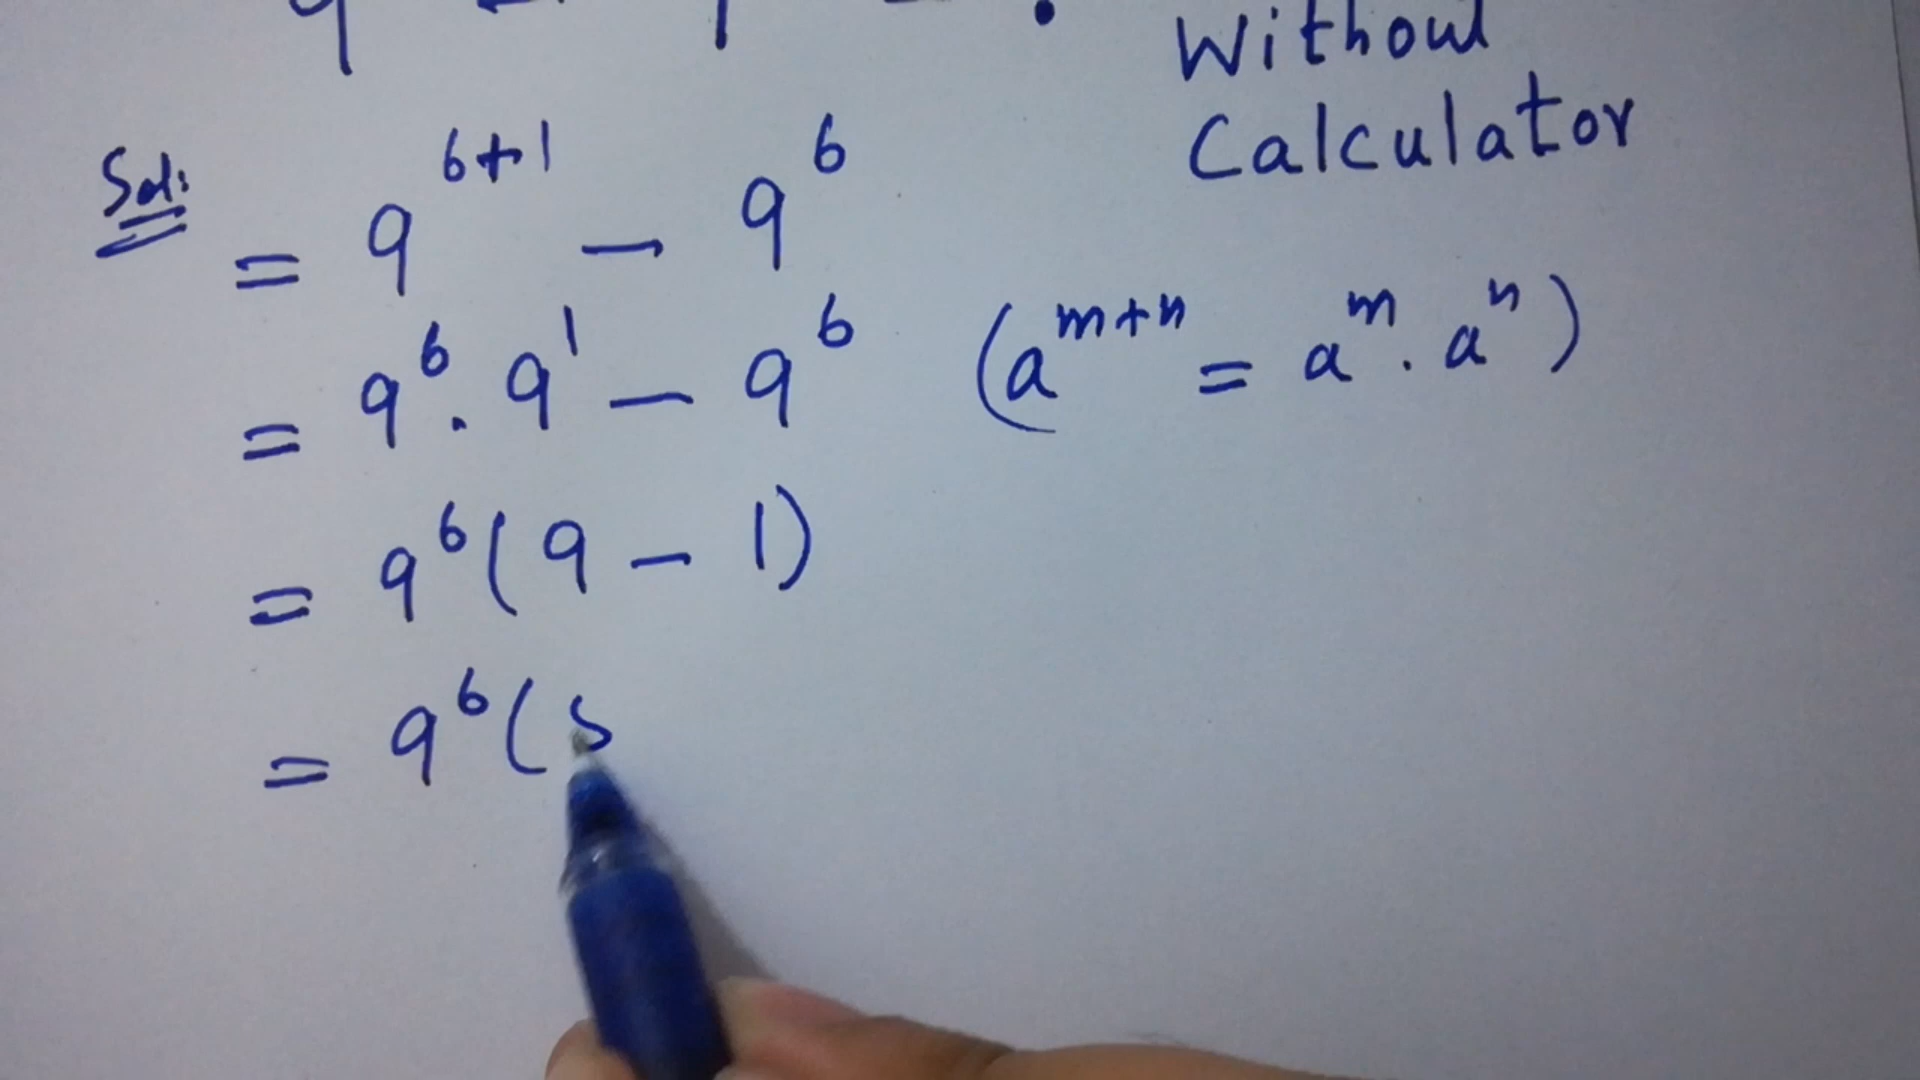 Without
Calculator
Sol:
= 9^{6+1} - 9^6
= 9^6 . 9^1 - 9^6 (a^{m+n} = a^m . a^n)
= 9^6 (9 - 1)
= 9^6 (